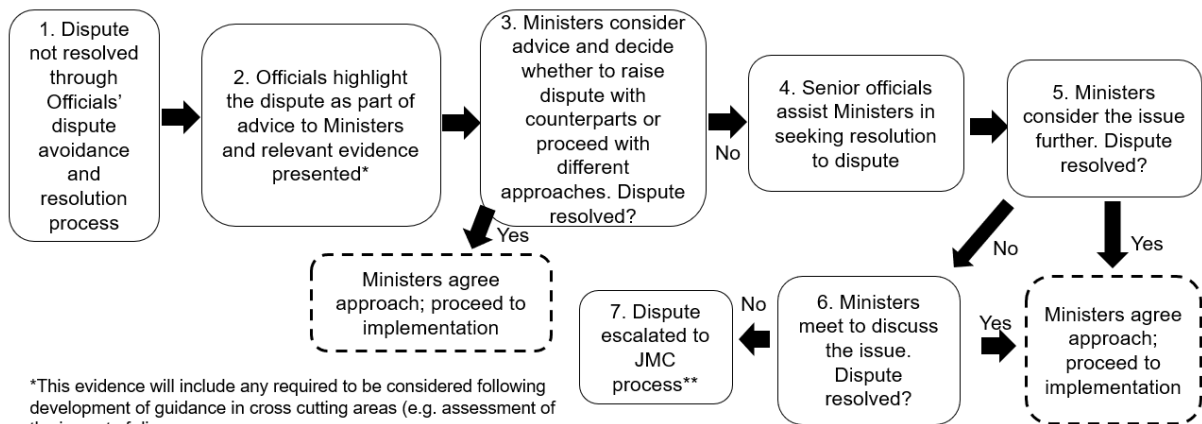 1. Dispute
not resolved
through
Officials'
dispute
avoidance
and
resolution
process
2. Officials highlight
the dispute as part of
advice to Ministers
and relevant evidence
presented*
3. Ministers consider
advice and decide
whether to raise
dispute with
counterparts or
proceed with
different
approaches. Dispute
resolved?
No
4. Senior officials
assist Ministers in
seeking resolution
to dispute
5. Ministers
consider the issue
further. Dispute
resolved?
Yes
Ministers agree
approach; proceed to
implementation
No
Yes
7. Dispute
escalated to
JMC
process**
No
6. Ministers
meet to discuss
the issue.
Dispute
resolved?
Yes
Ministers agree
approach;
proceed to
implementation
*This evidence will include any required to be considered following
development of guidance in cross cutting areas (e.g. assessment of